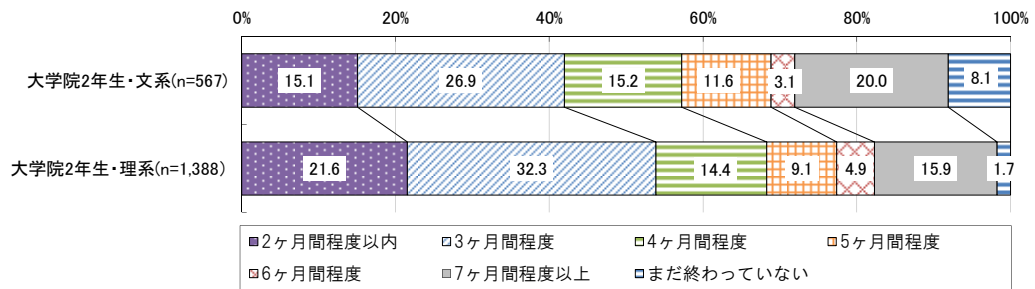 0% 20% 40% 60% 80% 100%
大学院2年生・文系(n=567) 15.1 26.9 15.2 11.6 3.1 20.0 8.1
大学院2年生・理系(n=1,388) 21.6 32.3 14.4 9.1 4.9 15.9 1.7
2ヶ月間程度以内 3ヶ月間程度 4ヶ月間程度 5ヶ月間程度
6ヶ月間程度 7ヶ月間程度以上 まだ終わっていない